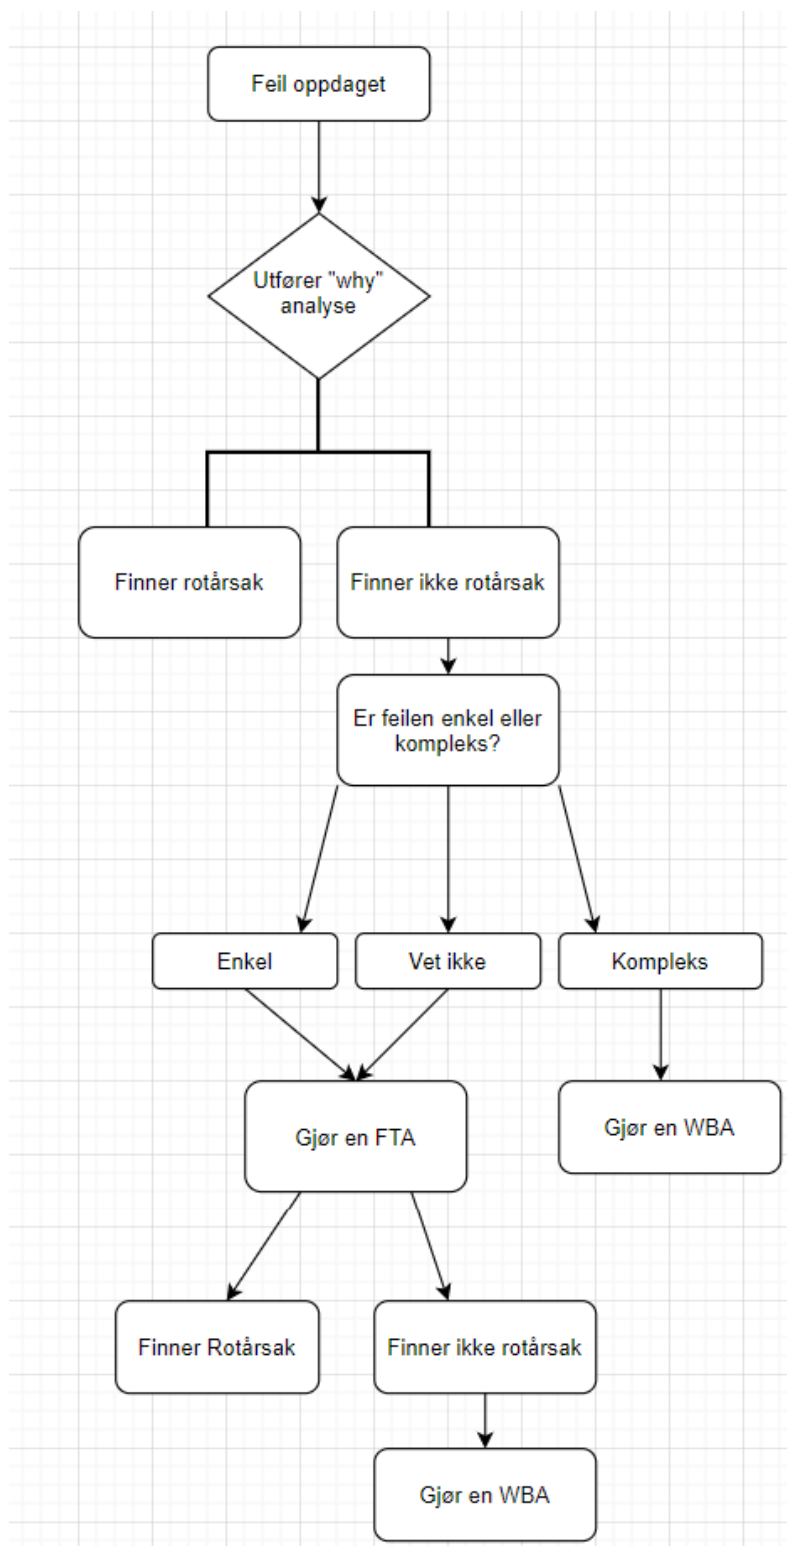 Feil oppdaget
Utfører "why"
analyse
Finner rotårsak
Finner ikke rotårsak
Er feilen enkel eller
kompleks?
Enkel
Vet ikke
Kompleks
Gjør en FTA
Gjør en WBA
Finner Rotårsak
Finner ikke rotårsak
Gjør en WBA